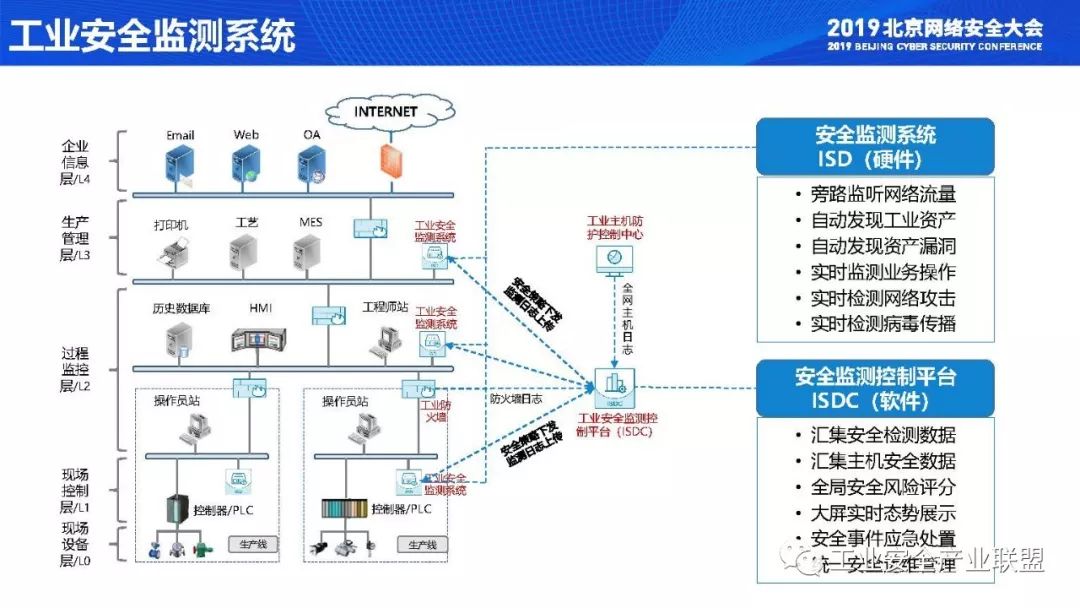 工业安全监测系统
2019北京网络安全大会
2019 BEIJING CYBER SECURITY CONFERENCE
INTERNET
企业
信息
层/L4
Email
Web
OA
生产
管理
层/L3
打印机
工艺
MES
工业安全
监测系统
过程
监控
层/L2
历史数据库
HMI
工程师站
工业安全
监测系统
操作员站
操作员站
工业防
火墙
现场
控制
层/L1
控制器/PLC
控制器/PLC
工业安全
监测系统
现场
设备
层/L0
生产线
生产线
工业主机防
护控制中心
全网主机日志
安全策略下发
监测日志上传
防火墙日志
安全策略下发
监测日志上传
ISDC
工业安全监测控
制平台（ISDC）
安全监测系统
ISD（硬件）
• 旁路监听网络流量
• 自动发现工业资产
• 自动发现资产漏洞
• 实时监测业务操作
• 实时检测网络攻击
• 实时检测病毒传播
安全监测控制平台
ISDC（软件）
• 汇集安全检测数据
• 汇集主机安全数据
• 全局安全风险评分
• 大屏实时态势展示
• 安全事件应急处置
• 统一安全运维管理
工业安全产业联盟